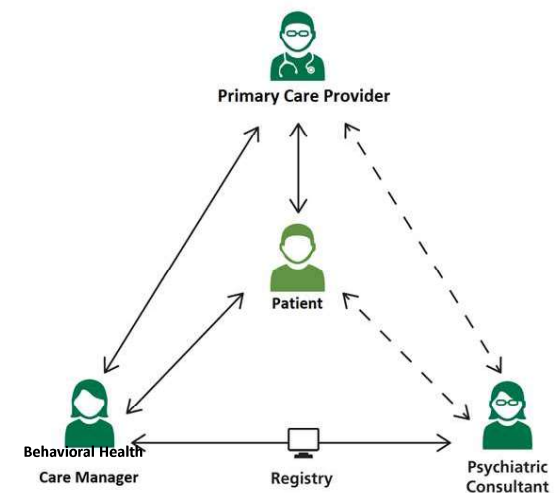 Primary Care Provider
Patient
Behavioral Health
Care Manager
Registry
Psychiatric
Consultant